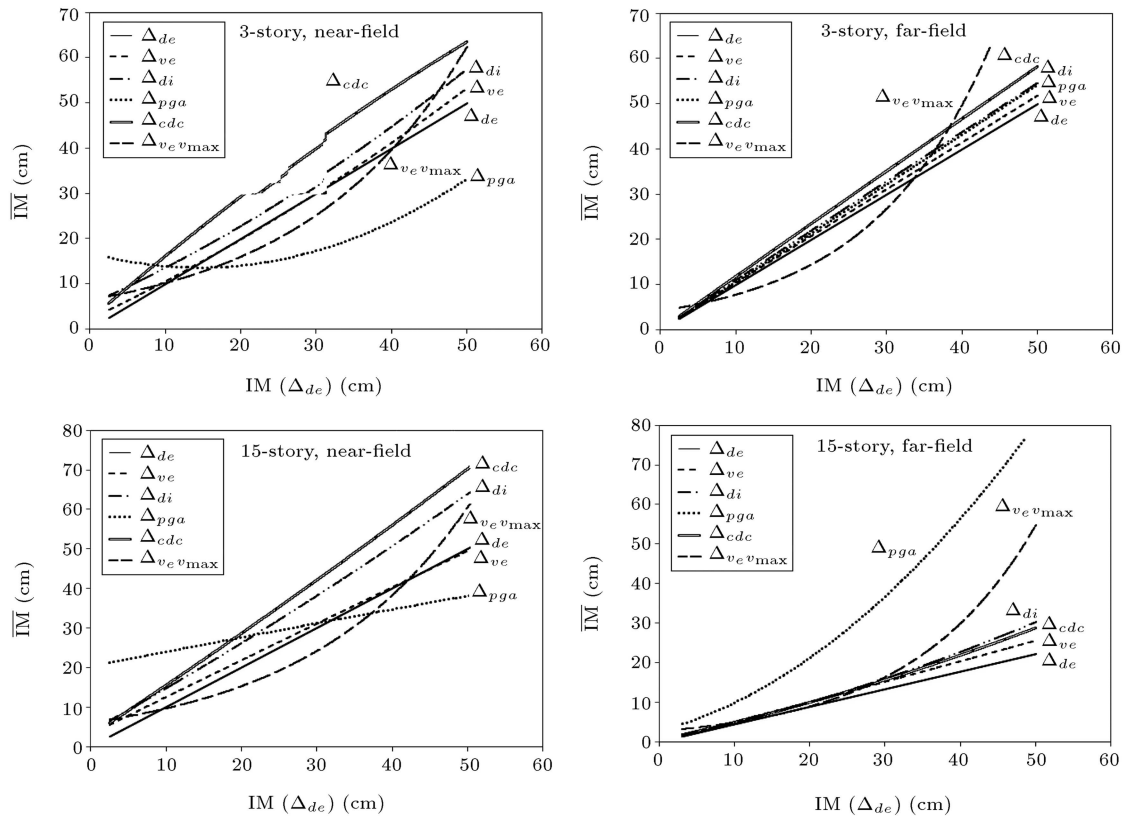 3-story, near-field
70
60
50
40
30
20
10
0
0 10 20 30 40 50 60
Δde
Δve
Δdi
Δpga
Δcdc
Δvevmax
Δcdc
Δdi
Δve
Δde
Δvevmax
Δpga
IM (cm)
IM (Δde) (cm)
3-story, far-field
70
60
50
40
30
20
10
0
0 10 20 30 40 50 60
Δde
Δve
Δdi
Δpga
Δcdc
Δvevmax
Δcdc
Δdi
Δpga
Δve
Δde
Δvevmax
IM (cm)
IM (Δde) (cm)
15-story, near-field
80
70
60
50
40
30
20
10
0
0 10 20 30 40 50 60
Δde
Δve
Δdi
Δpga
Δcdc
Δvevmax
Δcdc
Δdi
Δvevmax
Δde
Δve
Δpga
IM (cm)
IM (Δde) (cm)
15-story, far-field
80
70
60
50
40
30
20
10
0
0 10 20 30 40 50 60
Δde
Δve
Δdi
Δpga
Δcdc
Δvevmax
Δvevmax
Δpga
Δdi
Δcdc
Δve
Δde
IM (cm)
IM (Δde) (cm)